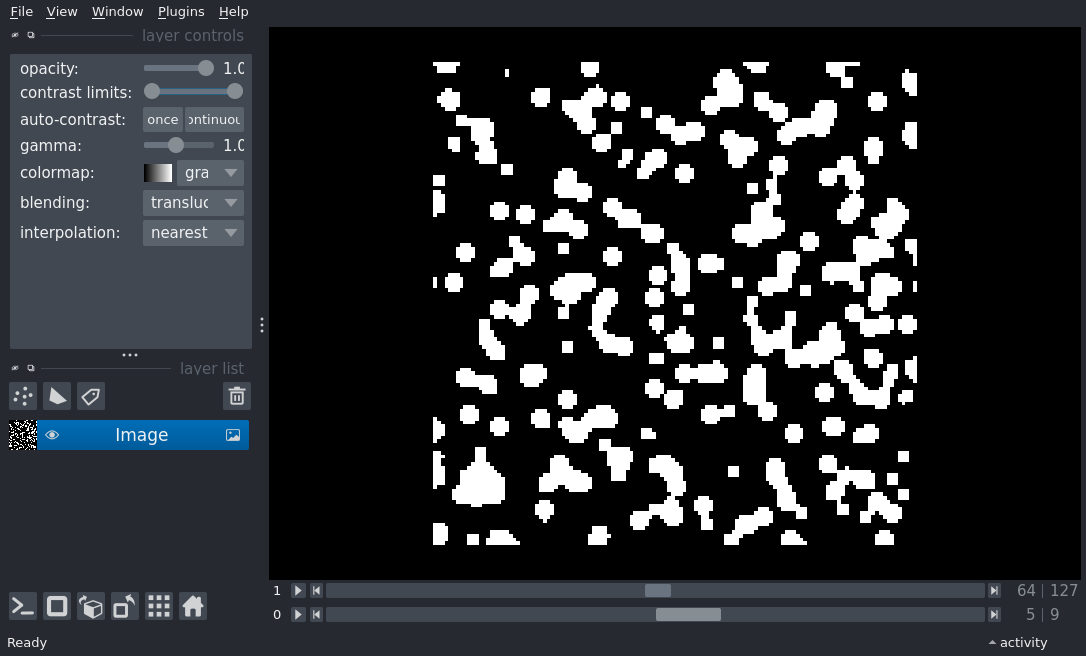 File View Window Plugins Help
layer controls
opacity: 1.0
contrast limits:
auto-contrast: once ontinuou
gamma: 1.0
colormap: gra
blending: transluc
interpolation: nearest
layer list
Image
1 64 | 127
0 5 | 9
Ready activity